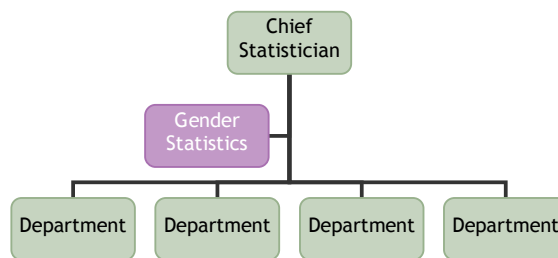 Chief
Statistician
Gender
Statistics
Department
Department
Department
Department